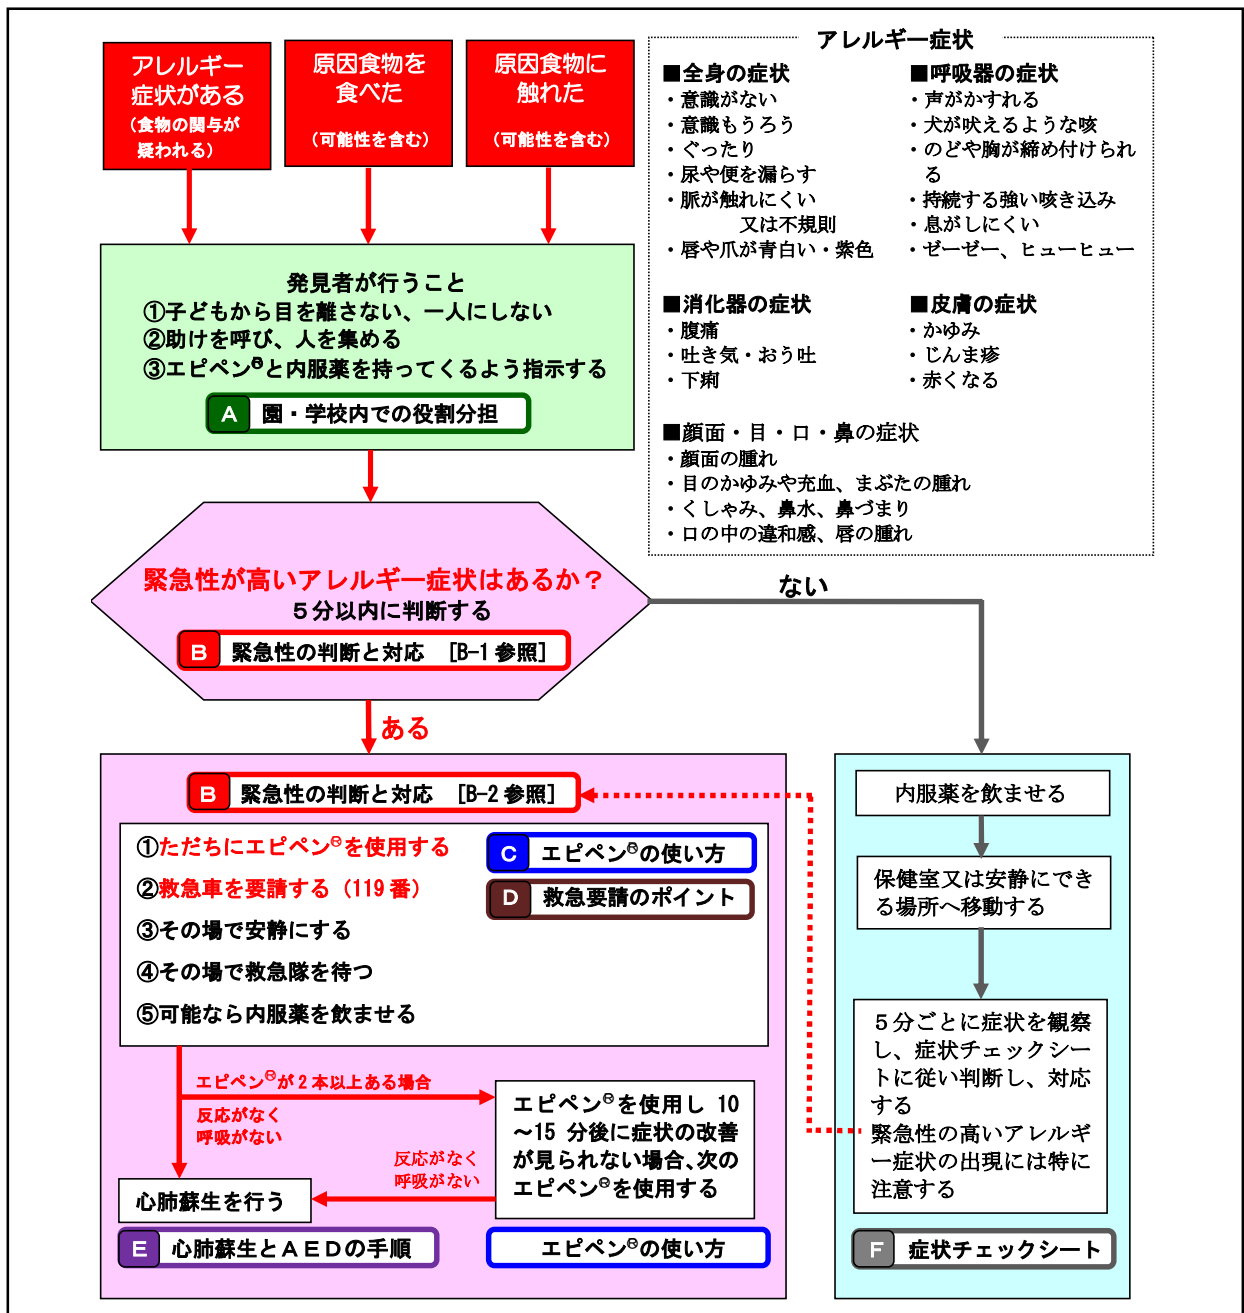 アレルギー
症状がある
（食物の関与が
疑われる）
原因食物を
食べた
（可能性を含む）
原因食物に
触れた
（可能性を含む）
アレルギー症状
■全身の症状
・意識がない
・意識もうろう
・ぐったり
・尿や便を漏らす
・脈が触れにくい
又は不規則
・唇や爪が青白い・紫色
■呼吸器の症状
・声がかすれる
・犬が吠えるような咳
・のどや胸が締め付けられ
る
・持続する強い咳き込み
・息がしにくい
・ゼーゼー、ヒューヒュー
■消化器の症状
・腹痛
・吐き気・おう吐
・下痢
■皮膚の症状
・かゆみ
・じんま疹
・赤くなる
■顔面・目・口・鼻の症状
・顔面の腫れ
・目のかゆみや充血、まぶたの腫れ
・くしゃみ、鼻水、鼻づまり
・口の中の違和感、唇の腫れ
発見者が行うこと
①子どもから目を離さない、一人にしない
②助けを呼び、人を集める
③エピペン®と内服薬を持ってくるよう指示する
A 園・学校内での役割分担
緊急性が高いアレルギー症状はあるか？
５分以内に判断する
B 緊急性の判断と対応 [B-1 参照]
ない
ある
B 緊急性の判断と対応 [B-2 参照]
①ただちにエピペン®を使用する
C エピペン®の使い方
②救急車を要請する（119 番）
D 救急要請のポイント
③その場で安静にする
④その場で救急隊を待つ
⑤可能なら内服薬を飲ませる
エピペン®が２本以上ある場合
反応がなく
呼吸がない
エピペン®を使用し 10
～15 分後に症状の改善
が見られない場合、次の
エピペン®を使用する
反応がなく
呼吸がない
心肺蘇生を行う
E 心肺蘇生とＡＥＤの手順
エピペン®の使い方
内服薬を飲ませる
保健室又は安静にでき
る場所へ移動する
５分ごとに症状を観察
し、症状チェックシー
トに従い判断し、対応
する
緊急性の高いアレルギ
ー症状の出現には特に
注意する
F 症状チェックシート